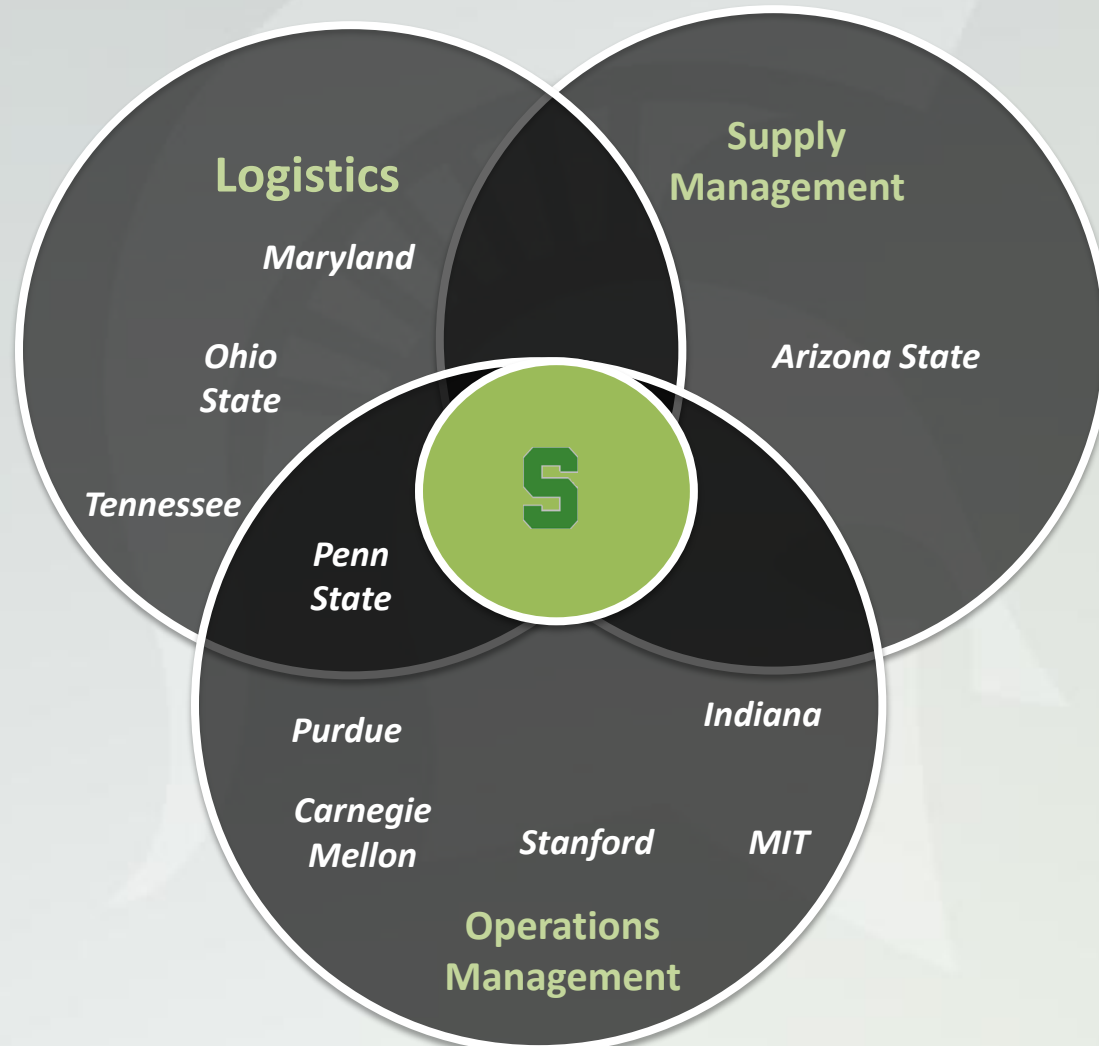 Logistics
Supply
Management
Maryland
Ohio
State
Arizona State
Tennessee
S
Penn
State
Purdue
Indiana
Carnegie
Mellon
Stanford
MIT
Operations
Management